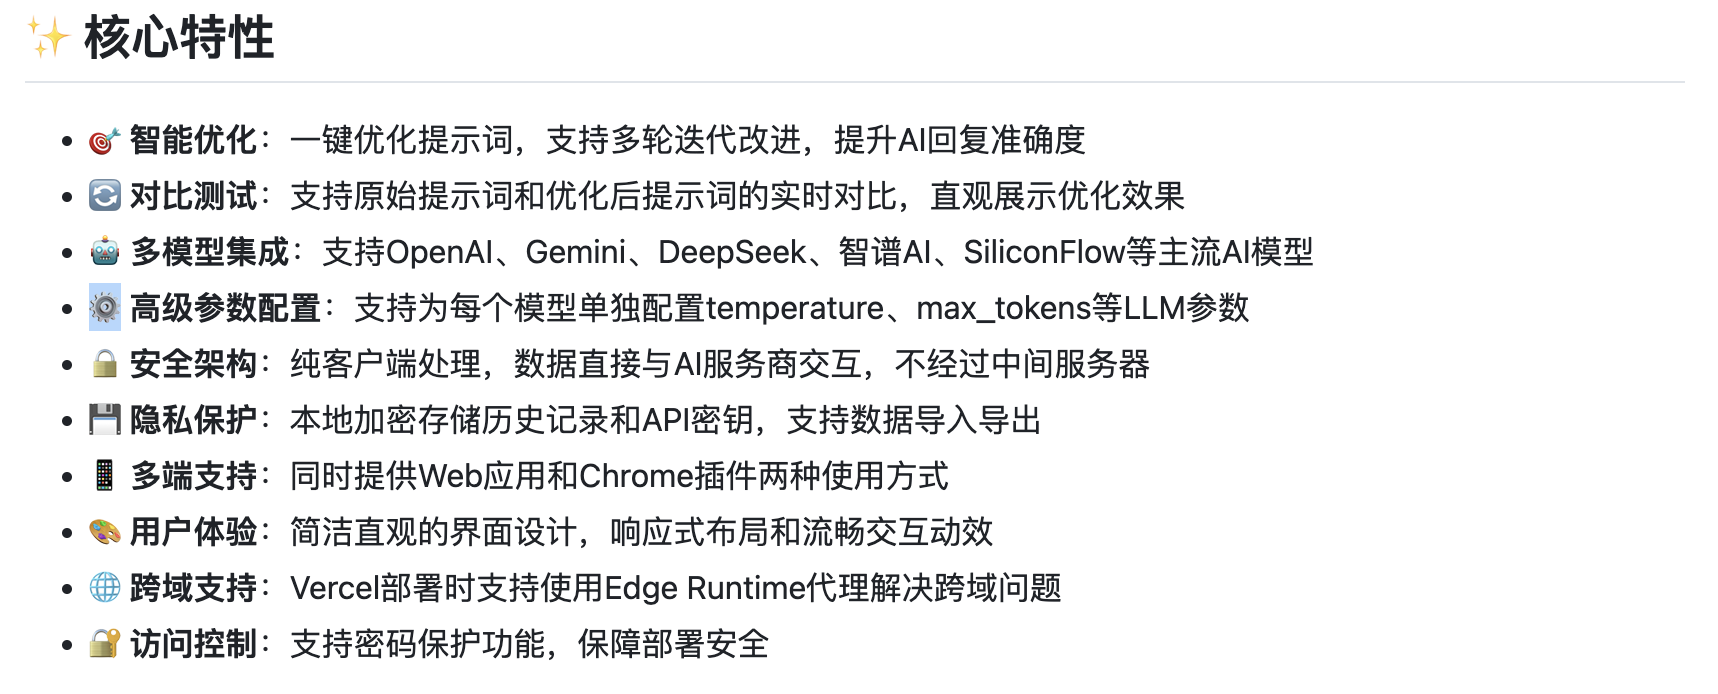 ✨ 核心特性
• 🎯 智能优化：一键优化提示词，支持多轮迭代改进，提升AI回复准确度
• 🔄 对比测试：支持原始提示词和优化后提示词的实时对比，直观展示优化效果
• 🤖 多模型集成：支持OpenAI、Gemini、DeepSeek、智谱AI、SiliconFlow等主流AI模型
• ⚙️ 高级参数配置：支持为每个模型单独配置temperature、max_tokens等LLM参数
• 🔒 安全架构：纯客户端处理，数据直接与AI服务商交互，不经过中间服务器
• 💾 隐私保护：本地加密存储历史记录和API密钥，支持数据导入导出
• 📱 多端支持：同时提供Web应用和Chrome插件两种使用方式
• 🎨 用户体验：简洁直观的界面设计，响应式布局和流畅交互动效
• 🌐 跨域支持：Vercel部署时支持使用Edge Runtime代理解决跨域问题
• 🔐 访问控制：支持密码保护功能，保障部署安全